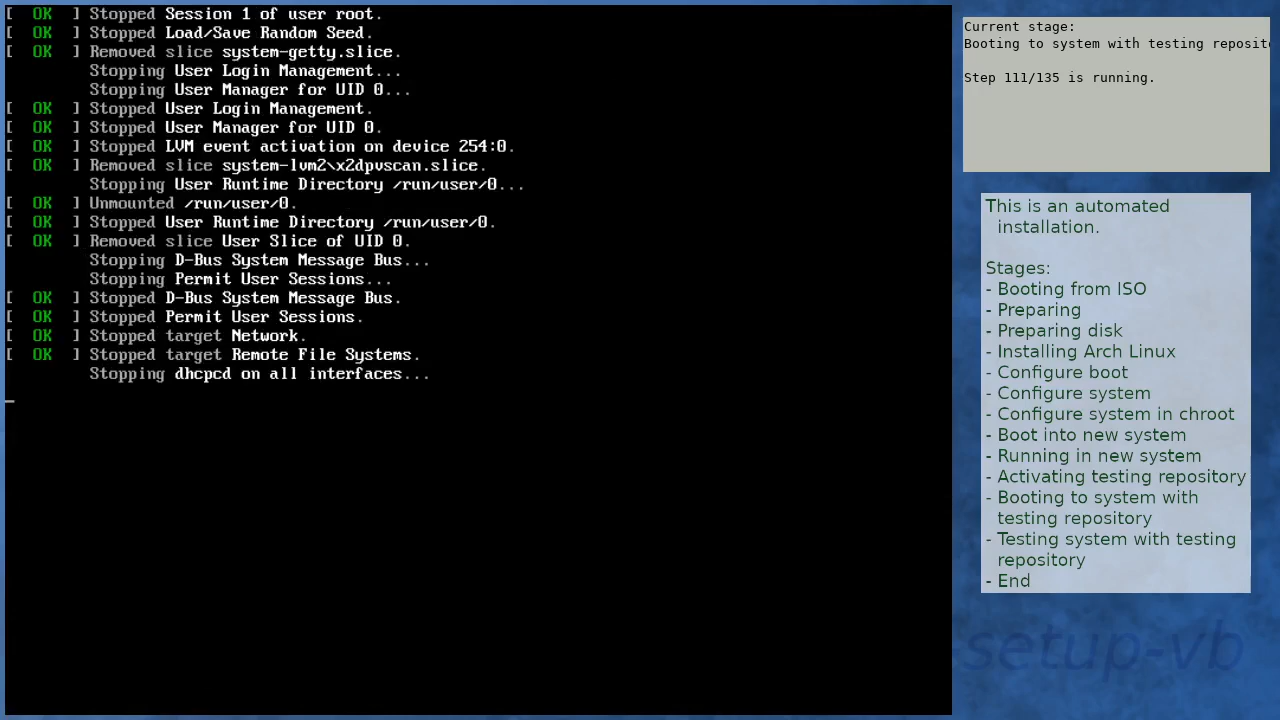 [  OK  ] Stopped Session 1 of user root.
[  OK  ] Stopped Load/Save Random Seed.
[  OK  ] Removed slice system-getty.slice.
Stopping User Login Management...
Stopping User Manager for UID 0...
[  OK  ] Stopped User Login Management.
[  OK  ] Stopped User Manager for UID 0.
[  OK  ] Stopped LVM event activation on device 254:0.
[  OK  ] Removed slice system-lvm2\x2dpvscan.slice.
Stopping User Runtime Directory /run/user/0...
[  OK  ] Unmounted /run/user/0.
[  OK  ] Stopped User Runtime Directory /run/user/0.
[  OK  ] Removed slice User Slice of UID 0.
Stopping D-Bus System Message Bus...
Stopping Permit User Sessions...
[  OK  ] Stopped D-Bus System Message Bus.
[  OK  ] Stopped Permit User Sessions.
[  OK  ] Stopped target Network.
[  OK  ] Stopped target Remote File Systems.
Stopping dhcpcd on all interfaces...
Current stage:
Booting to system with testing reposito
Step 111/135 is running.
This is an automated
installation.
Stages:
- Booting from ISO
- Preparing
- Preparing disk
- Installing Arch Linux
- Configure boot
- Configure system
- Configure system in chroot
- Boot into new system
- Running in new system
- Activating testing repository
- Booting to system with
testing repository
- Testing system with testing
repository
- End
-setup-vb